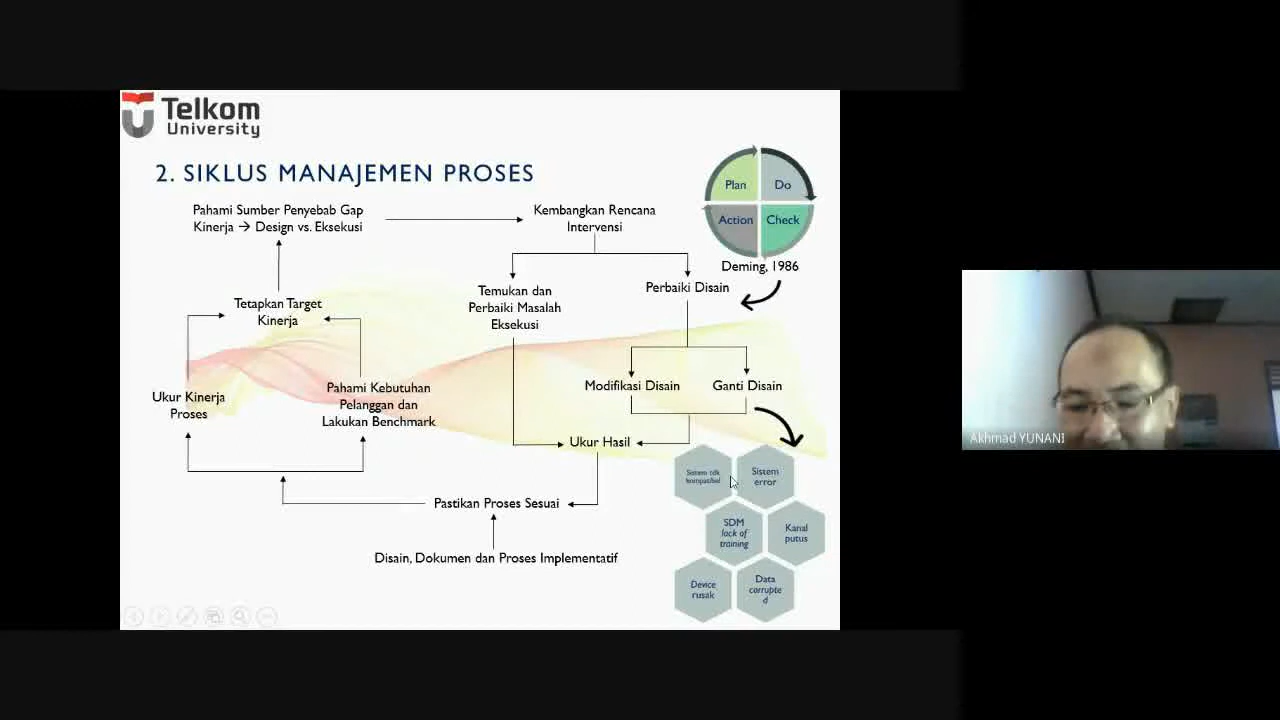 Telkom
University
2. SIKLUS MANAJEMEN PROSES
Pahami Sumber Penyebab Gap
Kinerja → Design vs. Eksekusi
Kembangkan Rencana
Intervensi
Plan
Do
Action
Check
Deming, 1986
Temukan dan
Perbaiki Masalah
Eksekusi
Perbaiki Disain
Tetapkan Target
Kinerja
Modifikasi Disain
Ganti Disain
Ukur Kinerja
Proses
Pahami Kebutuhan
Pelanggan dan
Lakukan Benchmark
Ukur Hasil
Pastikan Proses Sesuai
Disain, Dokumen dan Proses Implementatif
Sistem tdk
kompatibel
Sistem
error
SDM
lack of
training
Kanal
putus
Device
rusak
Data
corrupte
d
Akhmad YUNANI